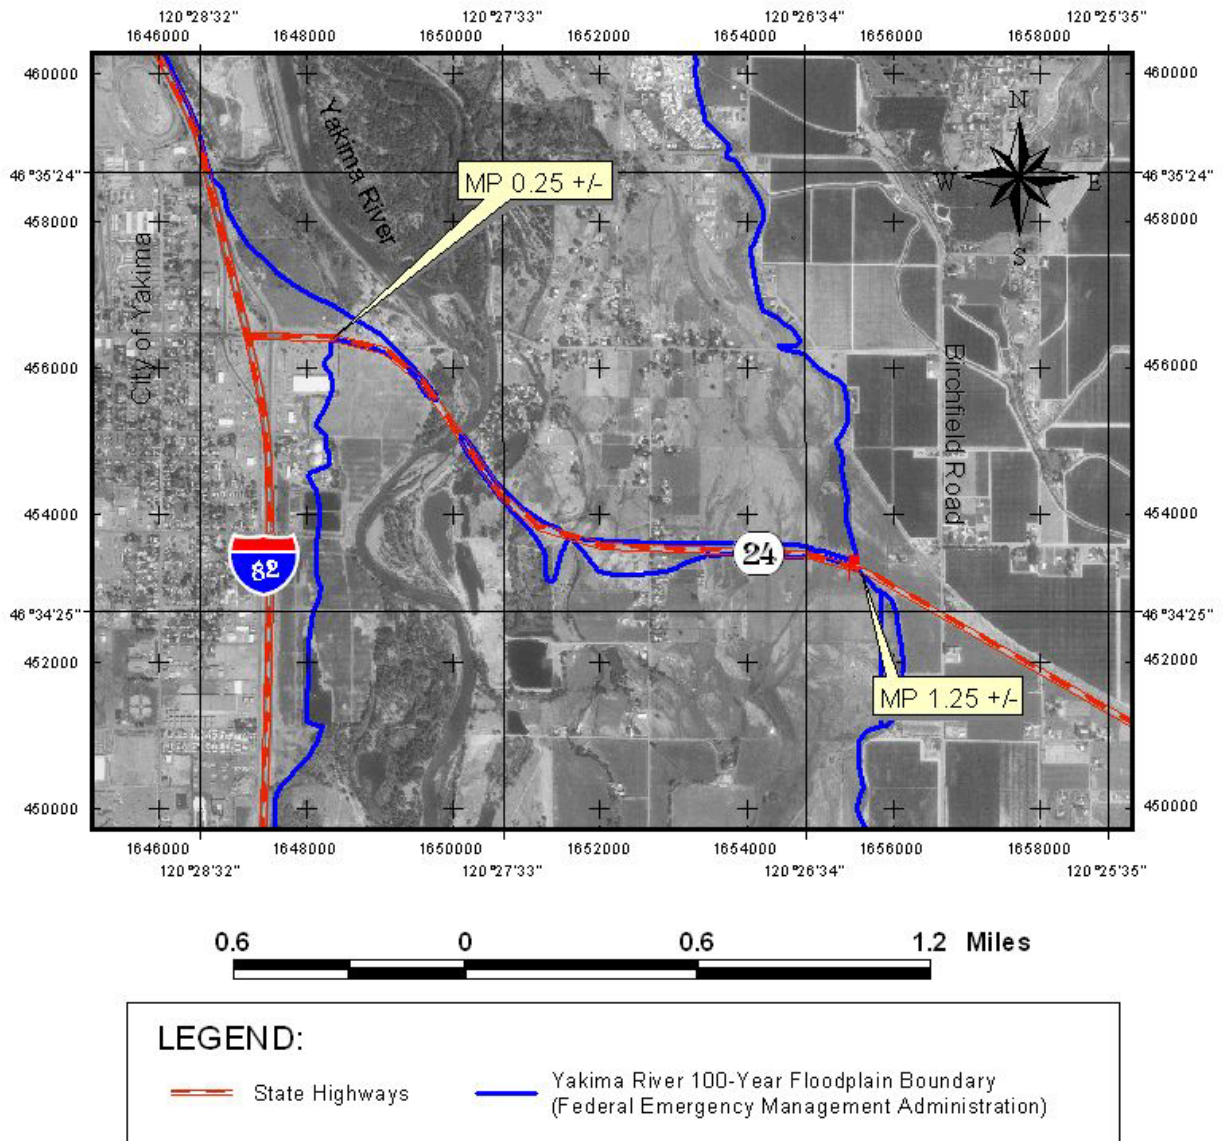 120°28'32" 120°27'33" 120°26'34" 120°25'35"
1646000 1648000 1650000 1652000 1654000 1656000 1658000
460000 460000
Yakima River
N
MP 0.25 +/-
46°35'24" W E 46°35'24"
458000 458000
S
City of Yakima
456000 456000
Birchfield Road
454000 454000
24
82
46°34'25" 46°34'25"
452000 452000
MP 1.25 +/-
450000 450000
1646000 1648000 1650000 1652000 1654000 1656000 1658000
120°28'32" 120°27'33" 120°26'34" 120°25'35"
0.6 0 0.6 1.2 Miles
LEGEND:
State Highways
Yakima River 100-Year Floodplain Boundary
(Federal Emergency Management Administration)